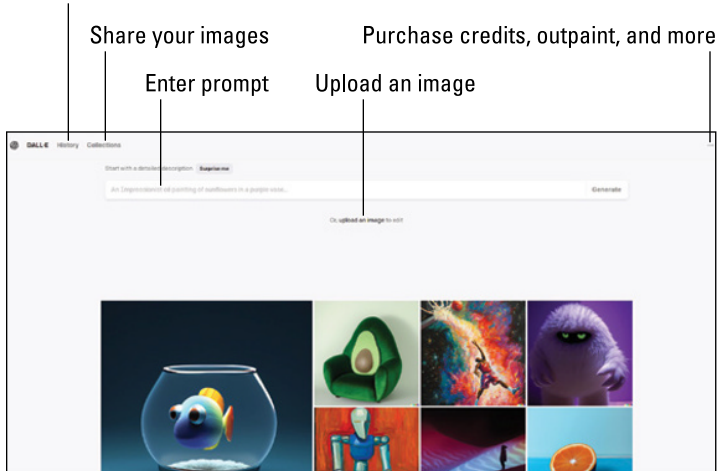 Share your images
Purchase credits, outpaint, and more
Enter prompt
Upload an image
DALL·E History Collections
Start with a detailed description Surprise me
An Impressionist oil painting of sunflowers in a purple vase...
Generate
Or, upload an image to edit